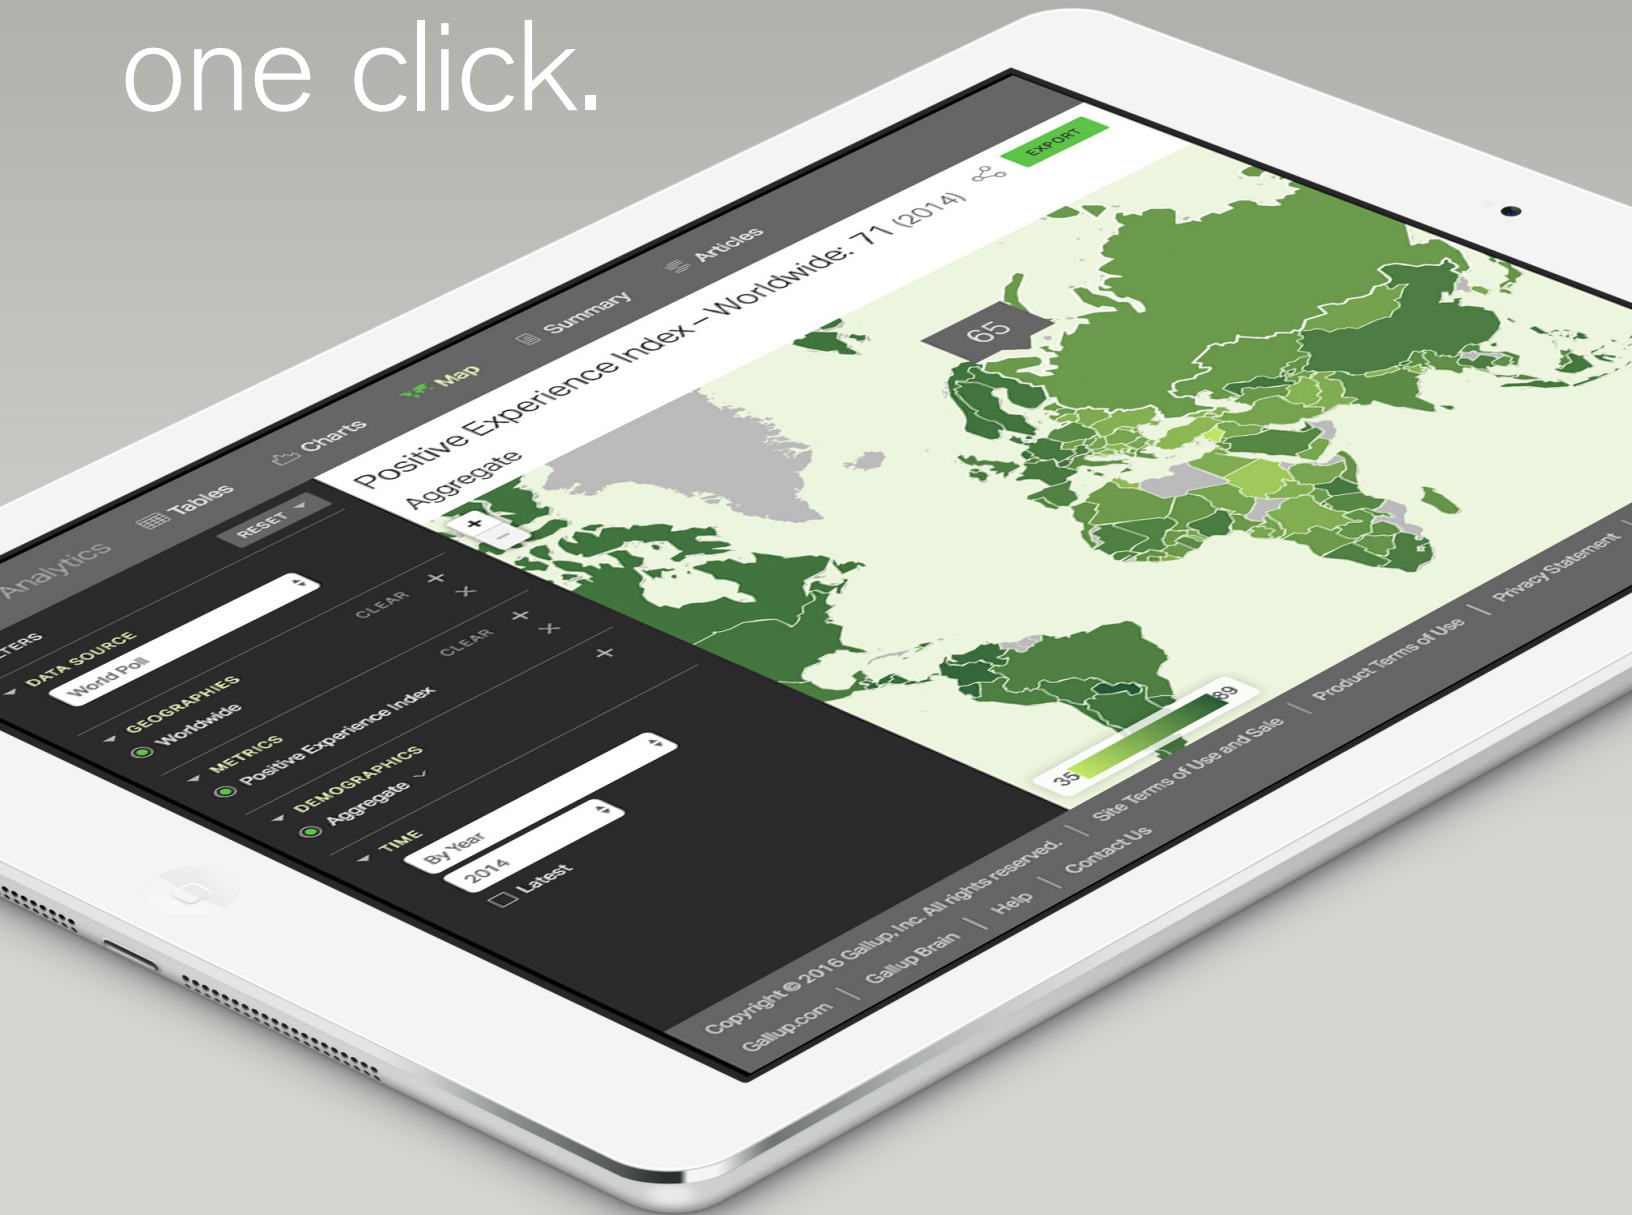 one click.
Analytics
Tables
Charts
Map
Summary
Articles
RESET
Positive Experience Index – Worldwide: 71 (2014)
EXPORT
Aggregate
+
−
65
35
89
DATA SOURCE
World Poll
GEOGRAPHIES
CLEAR
Worldwide
METRICS
CLEAR
Positive Experience Index
DEMOGRAPHICS
Aggregate
TIME
By Year
2014
Latest
Copyright © 2016 Gallup, Inc. All rights reserved. | Site Terms of Use and Sale | Product Terms of Use | Privacy Statement |
Gallup.com | Gallup Brain | Help | Contact Us